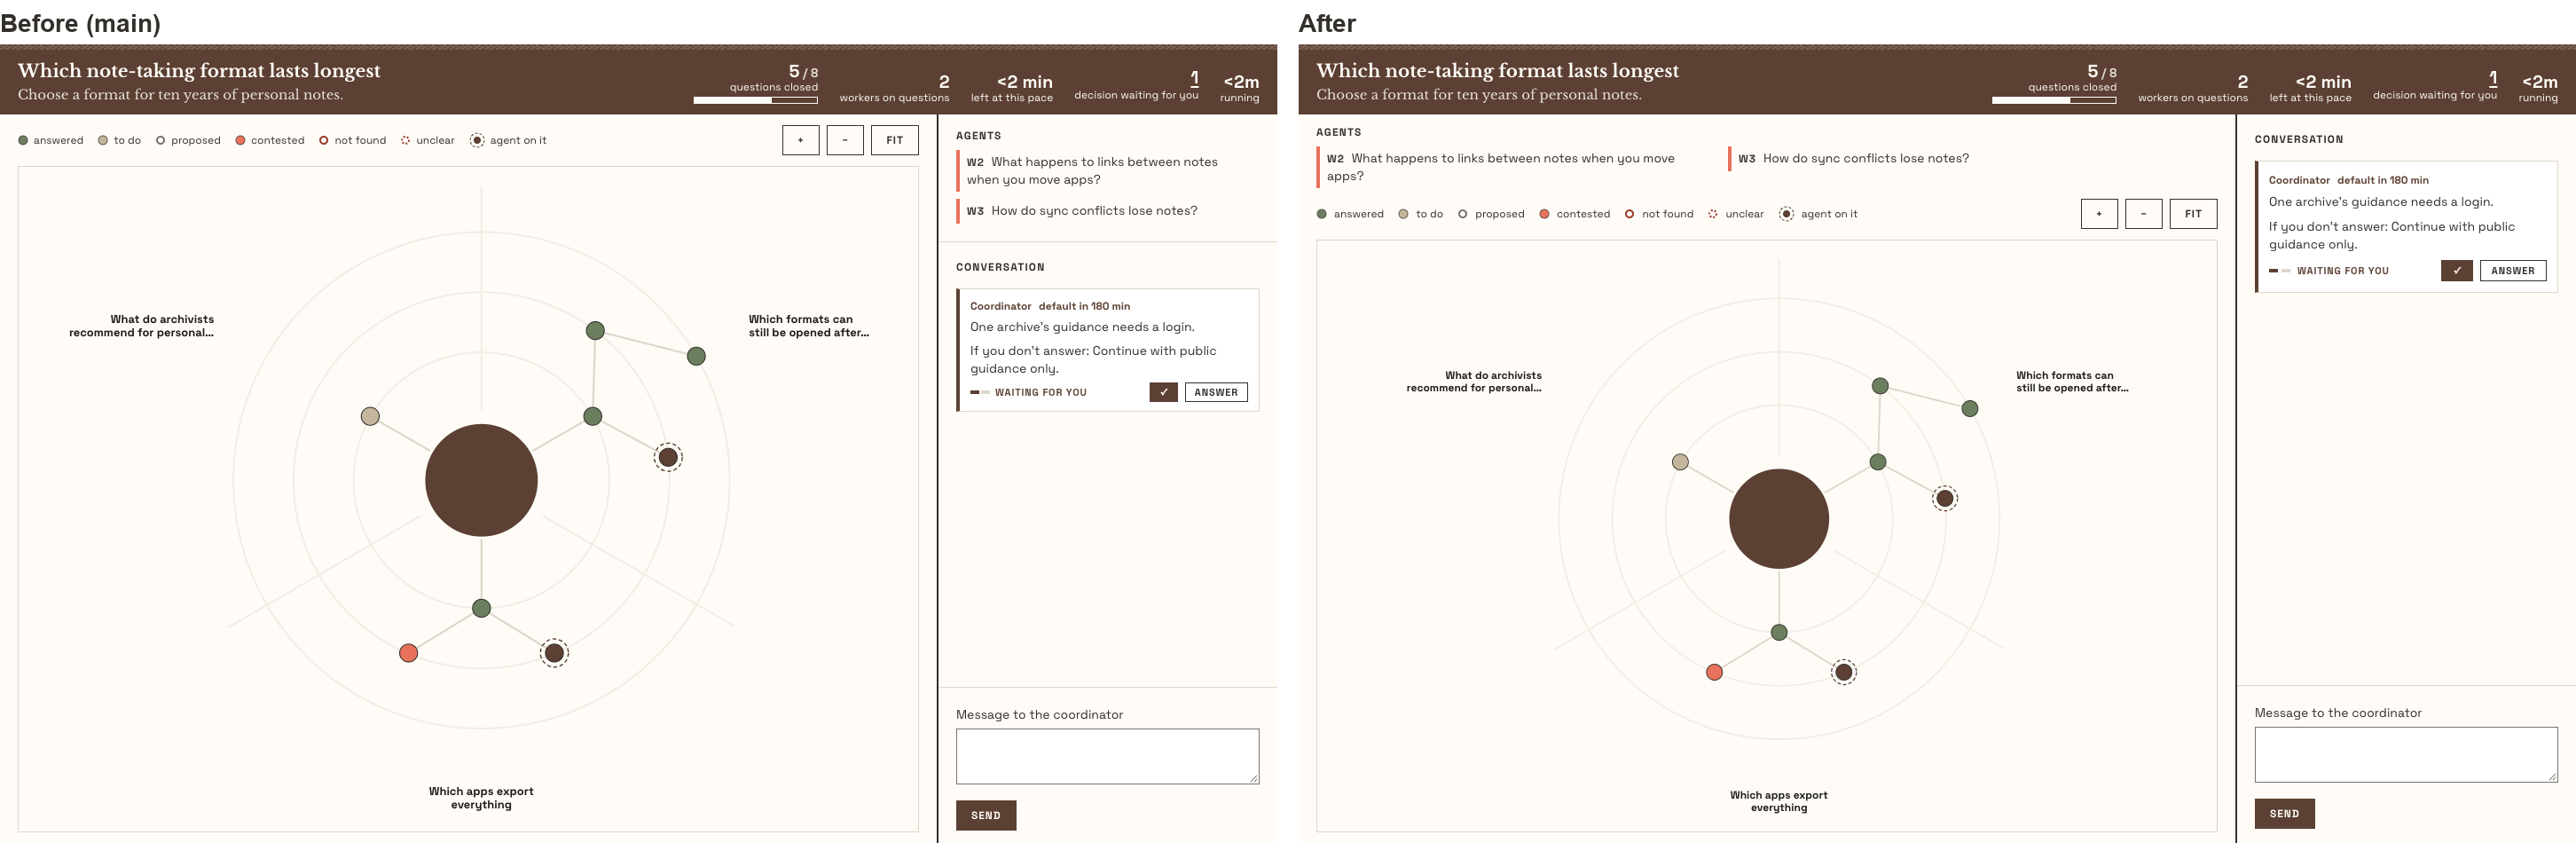 Before (main)
Which note-taking format lasts longest
Choose a format for ten years of personal notes.
5 / 8
questions closed
2
workers on questions
<2 min
left at this pace
1
decision waiting for you
<2m
running
answered
to do
proposed
contested
not found
unclear
agent on it
+
−
FIT
What do archivists
recommend for personal...
Which formats can
still be opened after...
Which apps export
everything
AGENTS
W2 What happens to links between notes
when you move apps?
W3 How do sync conflicts lose notes?
CONVERSATION
Coordinator default in 180 min
One archive's guidance needs a login.
If you don't answer: Continue with public
guidance only.
WAITING FOR YOU
✓
ANSWER
Message to the coordinator
SEND
After
Which note-taking format lasts longest
Choose a format for ten years of personal notes.
5 / 8
questions closed
2
workers on questions
<2 min
left at this pace
1
decision waiting for you
<2m
running
AGENTS
W2 What happens to links between notes when you move
apps?
W3 How do sync conflicts lose notes?
answered
to do
proposed
contested
not found
unclear
agent on it
+
−
FIT
What do archivists
recommend for personal...
Which formats can
still be opened after...
Which apps export
everything
CONVERSATION
Coordinator default in 180 min
One archive's guidance needs a login.
If you don't answer: Continue with public
guidance only.
WAITING FOR YOU
✓
ANSWER
Message to the coordinator
SEND